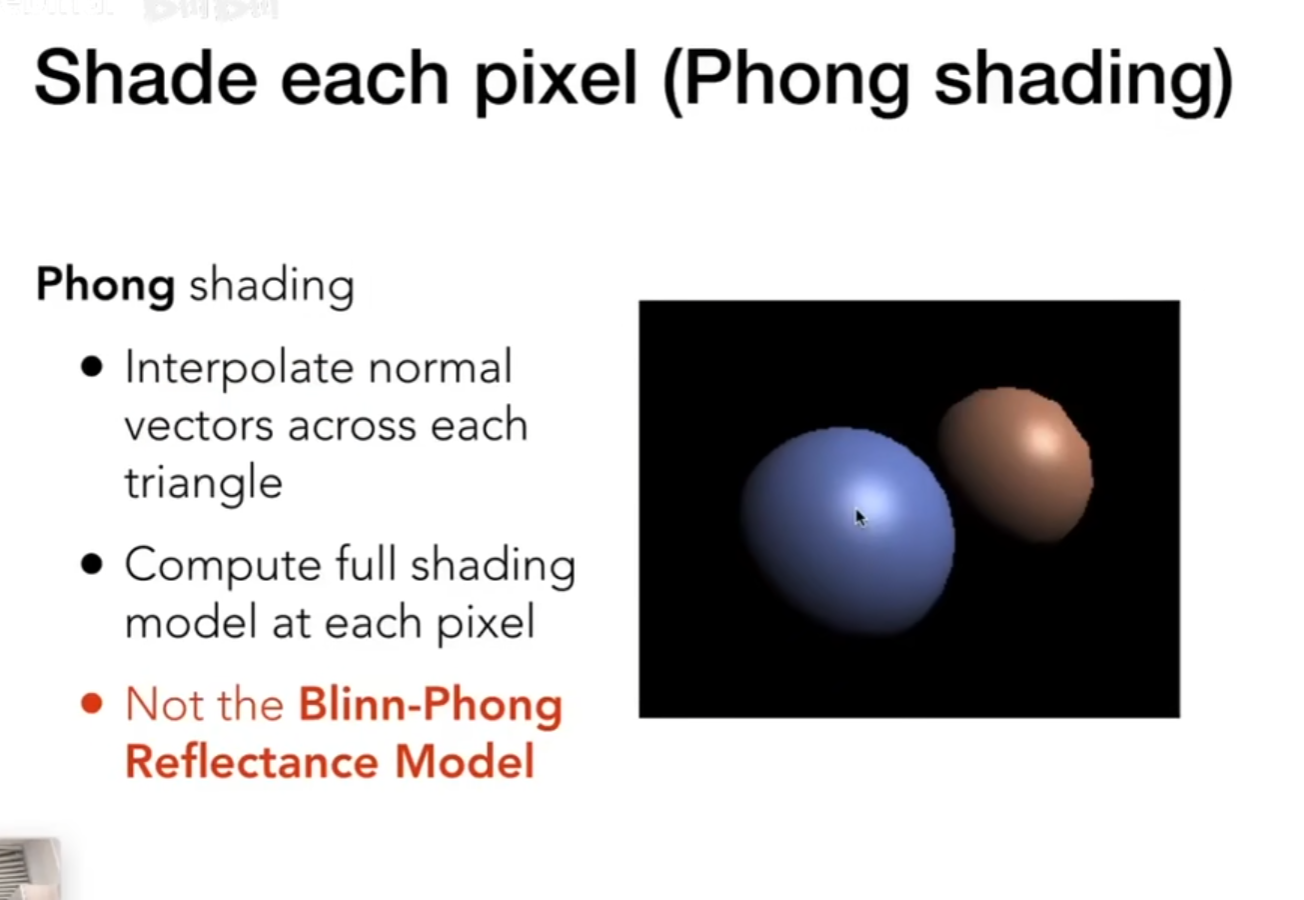 Shade each pixel (Phong shading)
Phong shading
• Interpolate normal
vectors across each
triangle
• Compute full shading
model at each pixel
• Not the Blinn-Phong
Reflectance Model